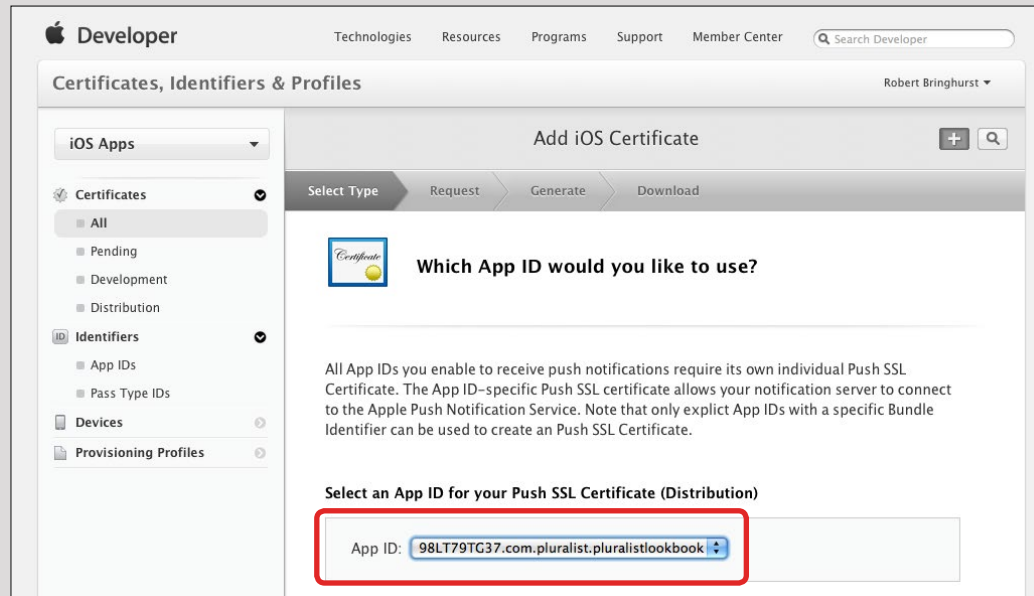 Developer
Technologies Resources Programs Support Member Center Search Developer
Certificates, Identifiers & Profiles
Robert Bringhurst
iOS Apps
Certificates
All
Pending
Development
Distribution
ID Identifiers
App IDs
Pass Type IDs
Devices
Provisioning Profiles
Add iOS Certificate
Select Type Request Generate Download
Certificate
Which App ID would you like to use?
All App IDs you enable to receive push notifications require its own individual Push SSL
Certificate. The App ID-specific Push SSL certificate allows your notification server to connect
to the Apple Push Notification Service. Note that only explict App IDs with a specific Bundle
Identifier can be used to create an Push SSL Certificate.
Select an App ID for your Push SSL Certificate (Distribution)
App ID: 98LT79TG37.com.pluralist.pluralistlookbook